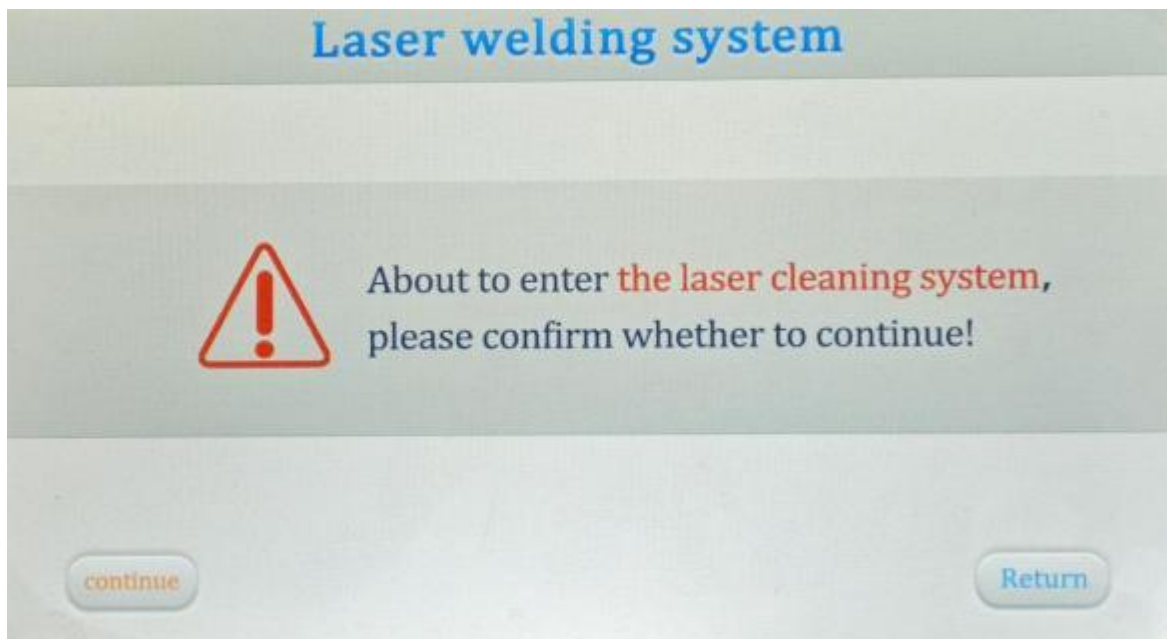 Laser welding system
About to enter the laser cleaning system,
please confirm whether to continue!
continue
Return